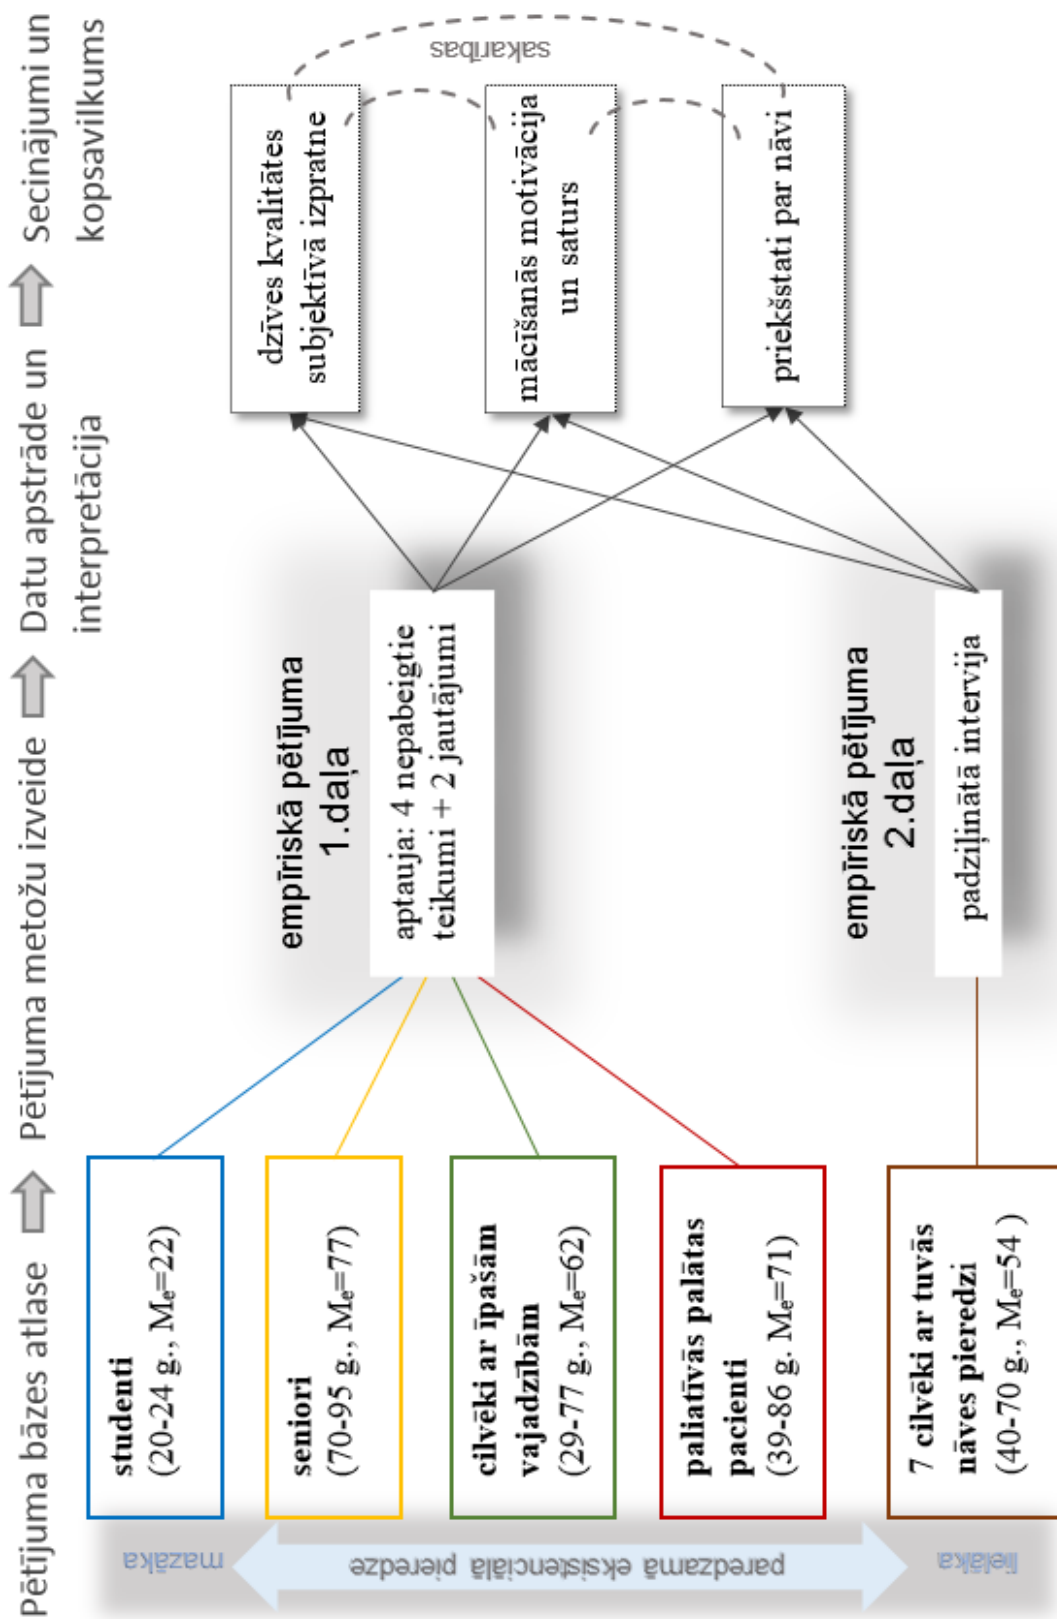 Pētījuma bāzes atlase
Pētījuma metožu izveide
Datu apstrāde un
interpretācija
Secinājumi un
kopsavilkums
mazāka
paredzamā eksistenciālā pieredze
lielāka
studenti
(20-24 g., Me=22)
seniori
(70-95 g., Me=77)
cilvēki ar īpašām
vajadzībām
(29-77 g., Me=62)
paliatīvās palātas
pacienti
(39-86 g. Me=71)
7 cilvēki ar tuvās
nāves pieredzi
(40-70 g., Me=54 )
empīriskā pētījuma
1.daļa
aptauja: 4 nepabeigtie
teikumi + 2 jautājumi
empīriskā pētījuma
2.daļa
padziļinātā intervija
dzīves kvalitātes
subjektīvā izpratne
mācīšanās motivācija
un saturs
priekšstati par nāvi
sakarības